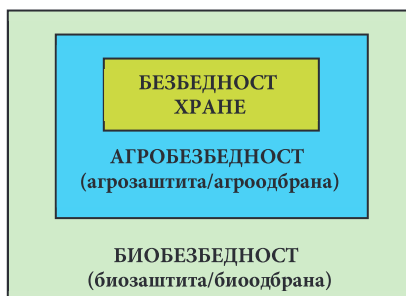 БЕЗБЕДНОСТ
ХРАНЕ
АГРОБЕЗБЕДНОСТ
(агрозаштита/агроодбрана)
БИОБЕЗБЕДНОСТ
(биозаштита/биоодбрана)